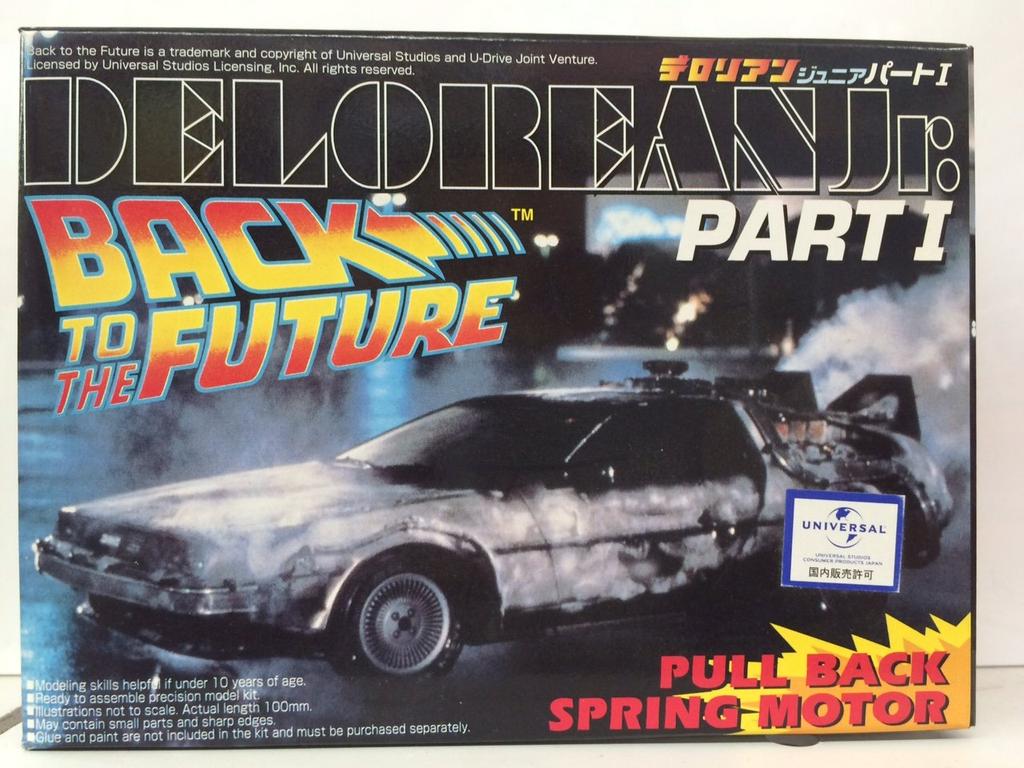 Back to the Future is a trademark and copyright of Universal Studios and U-Drive Joint Venture.
Licensed by Universal Studios Licensing, Inc. All rights reserved.
デロリアンジュニアパートI
DELOREAN Jr.
BACK TM
TO THE FUTURE
PART I
UNIVERSAL
UNIVERSAL STUDIOS
CONSUMER PRODUCTS JAPAN
国内販売許可
PULL BACK
SPRING MOTOR
■Modeling skills helpful if under 10 years of age.
■Ready to assemble precision model kit.
■Illustrations not to scale. Actual length 100mm.
■May contain small parts and sharp edges.
■Glue and paint are not included in the kit and must be purchased separately.